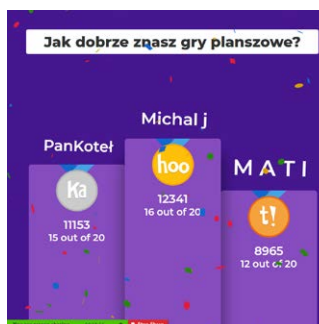 Jak dobrze znasz gry planszowe?
Michal j
PanKoteł
MATI
hoo
Ka
t!
12341
16 out of 20
11153
15 out of 20
8965
12 out of 20